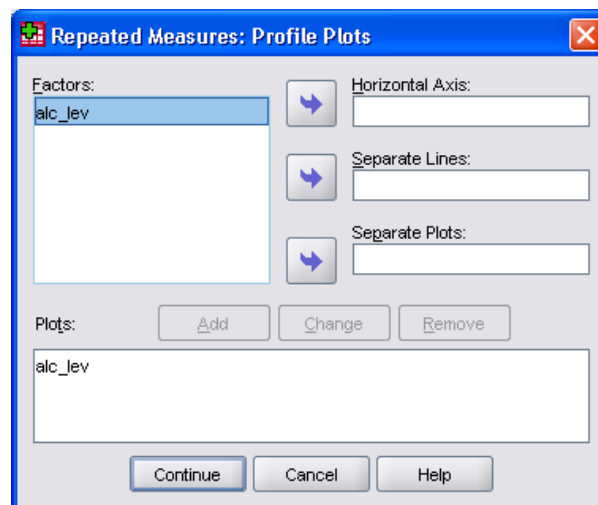 Repeated Measures: Profile Plots
Factors:
alc_lev
Horizontal Axis:
Separate Lines:
Separate Plots:
Plots:
Add
Change
Remove
alc_lev
Continue
Cancel
Help